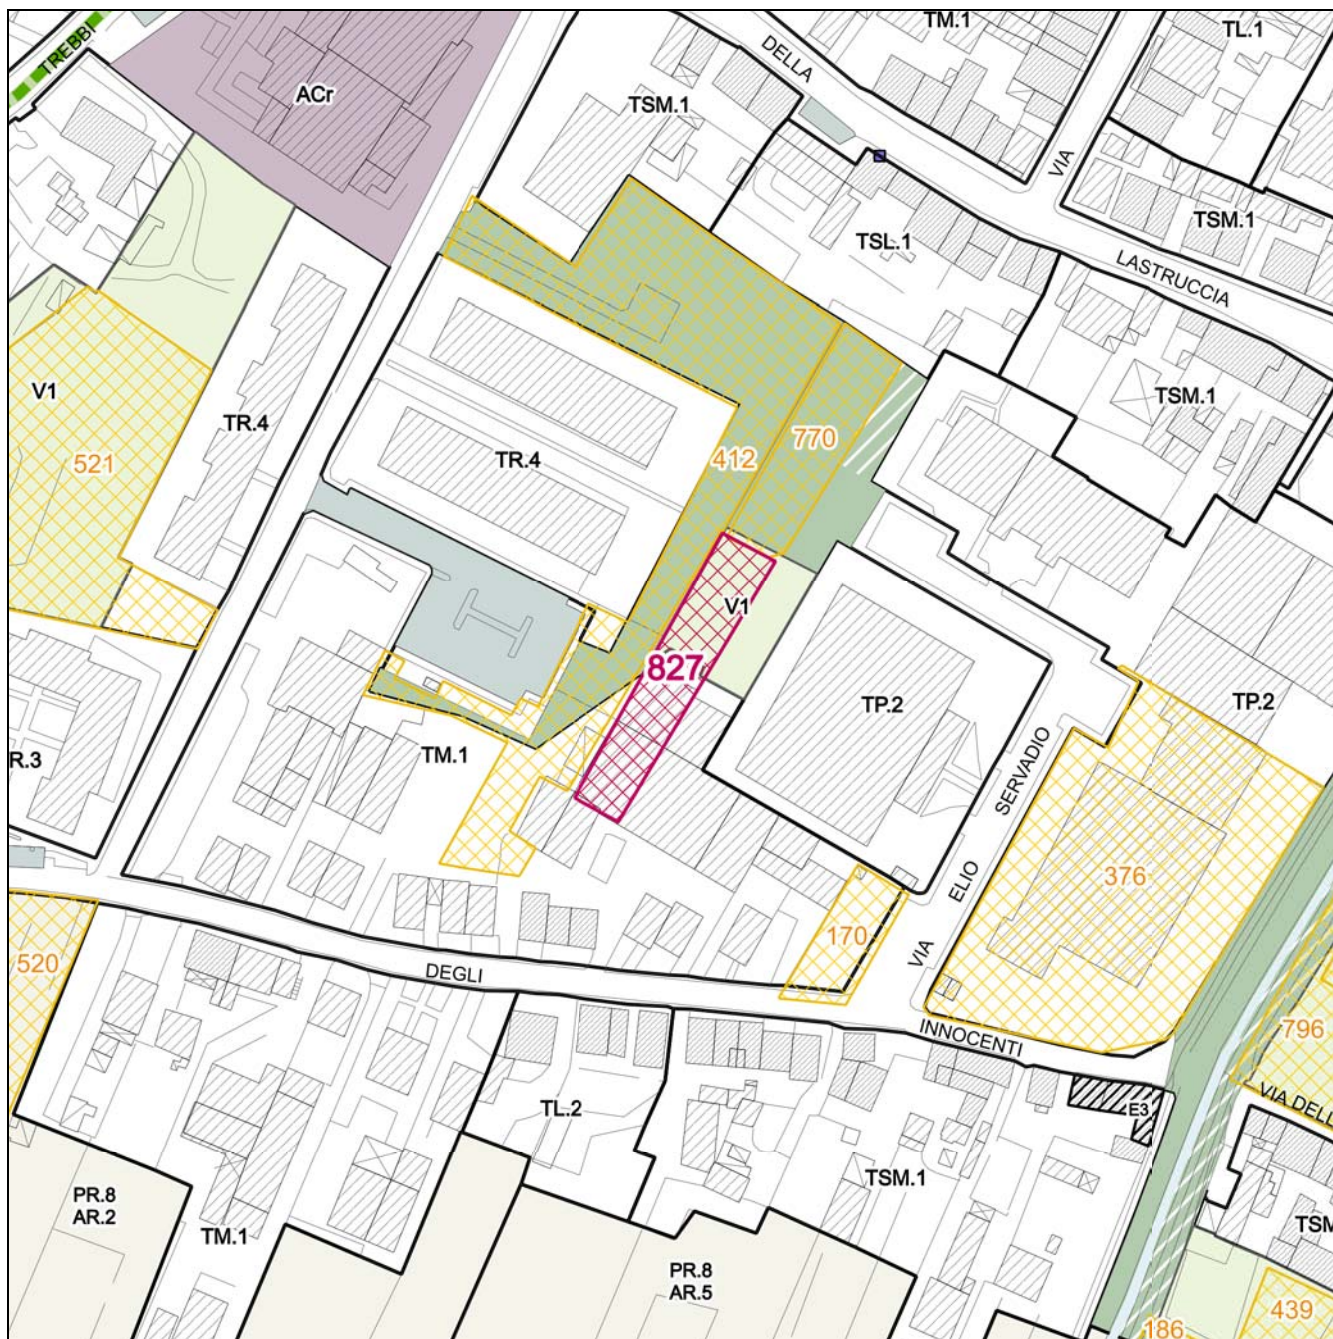 TREBBI
ACr
TSM.1
DELLA
TM.1
TL.1
VIA
TSL.1
TSM.1
LASTRUCCIA
V1
521
TR.4
TR.4
412
770
TSM.1
V1
827
TP.2
TP.2
R.3
TM.1
SERVADIO
ELIO
VIA
376
170
520
DEGLI
INNOCENTI
796
VIA DELL
E3
TL.2
TSM.1
TSM
PR.8
AR.2
TM.1
PR.8
AR.5
186
439